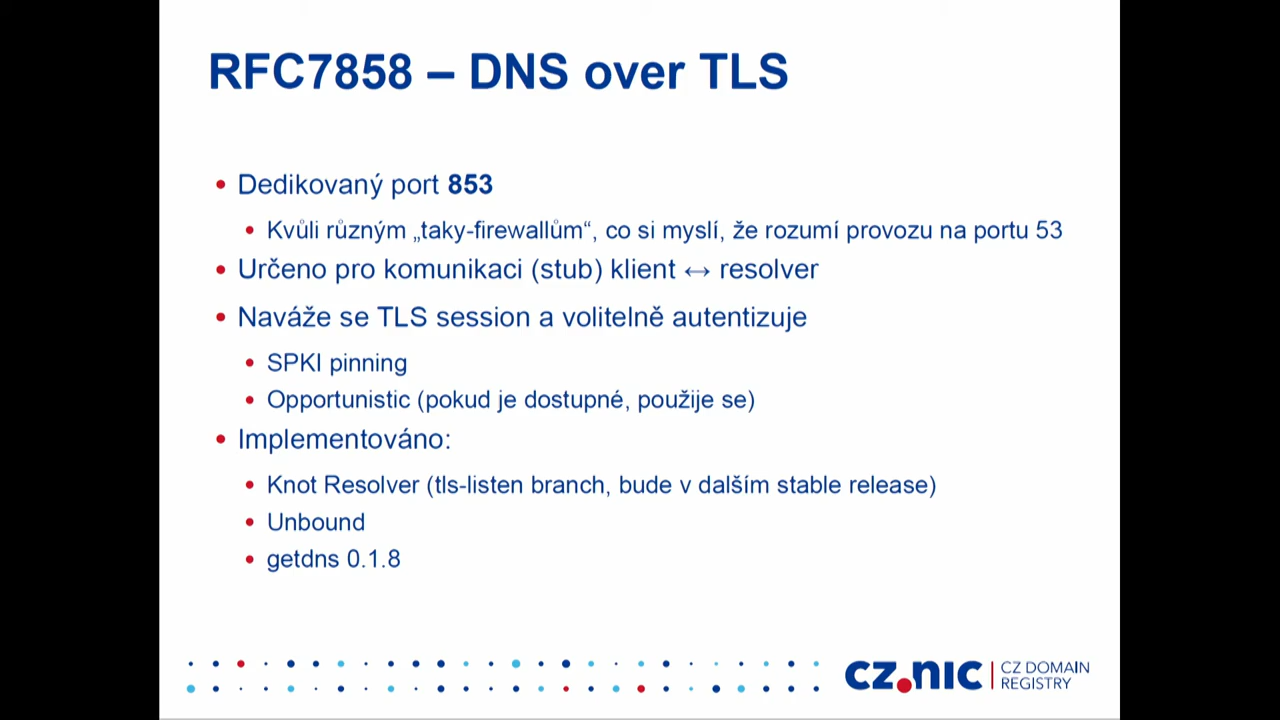 RFC7858 – DNS over TLS
Dedikovaný port 853
Kvůli různým „taky-firewallům“, co si myslí, že rozumí provozu na portu 53
Určeno pro komunikaci (stub) klient ↔ resolver
Naváže se TLS session a volitelně autentizuje
SPKI pinning
Opportunistic (pokud je dostupné, použije se)
Implementováno:
Knot Resolver (tls-listen branch, bude v dalším stable release)
Unbound
getdns 0.1.8
CZ.NIC
CZ DOMAIN
REGISTRY